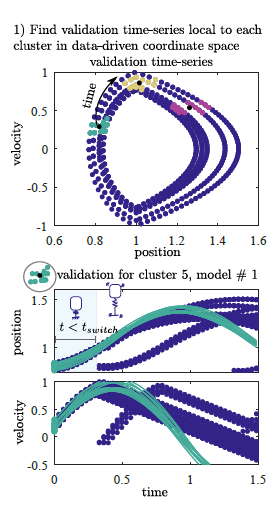 1) Find validation time-series local to each
cluster in data-driven coordinate space
validation time-series
1
0.5
0
-0.5
-1
velocity
time
0.6 0.8 1 1.2 1.4 1.6
position
validation for cluster 5, model # 1
1.5
1
position
t < t_switch
1
0.5
0
-0.5
velocity
0 0.5 1 1.5
time